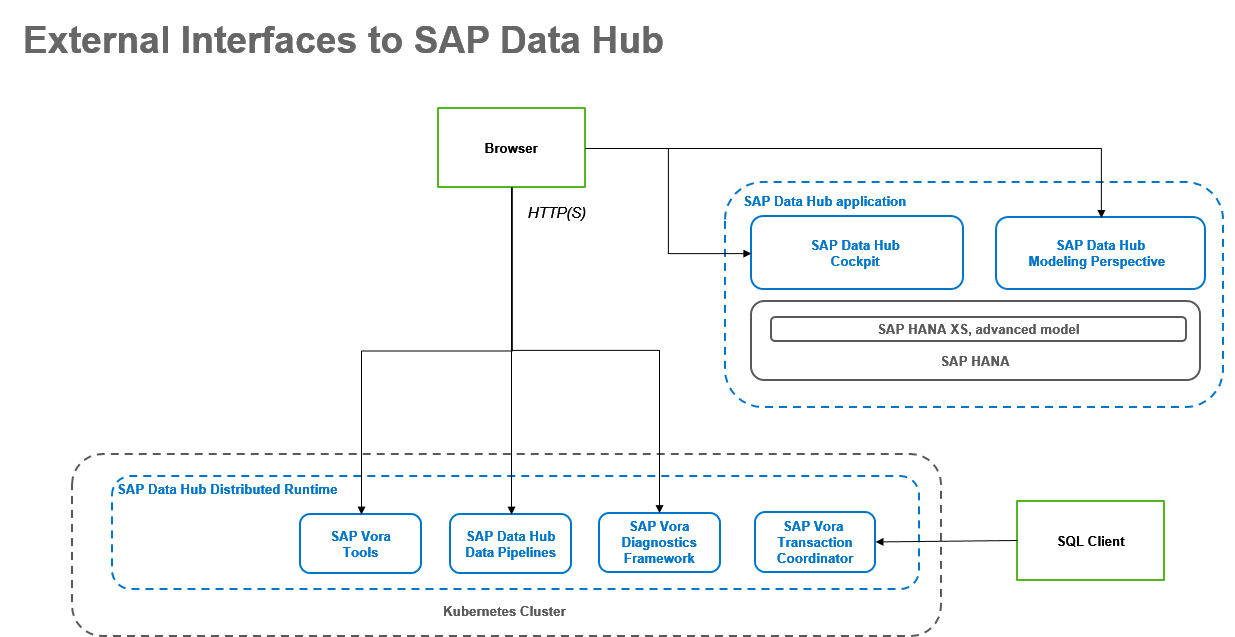 External Interfaces to SAP Data Hub
Browser
HTTP(S)
SAP Data Hub application
SAP Data Hub
Cockpit
SAP Data Hub
Modeling Perspective
SAP HANA XS, advanced model
SAP HANA
SAP Data Hub Distributed Runtime
SAP Vora
Tools
SAP Data Hub
Data Pipelines
SAP Vora
Diagnostics
Framework
SAP Vora
Transaction
Coordinator
SQL Client
Kubernetes Cluster